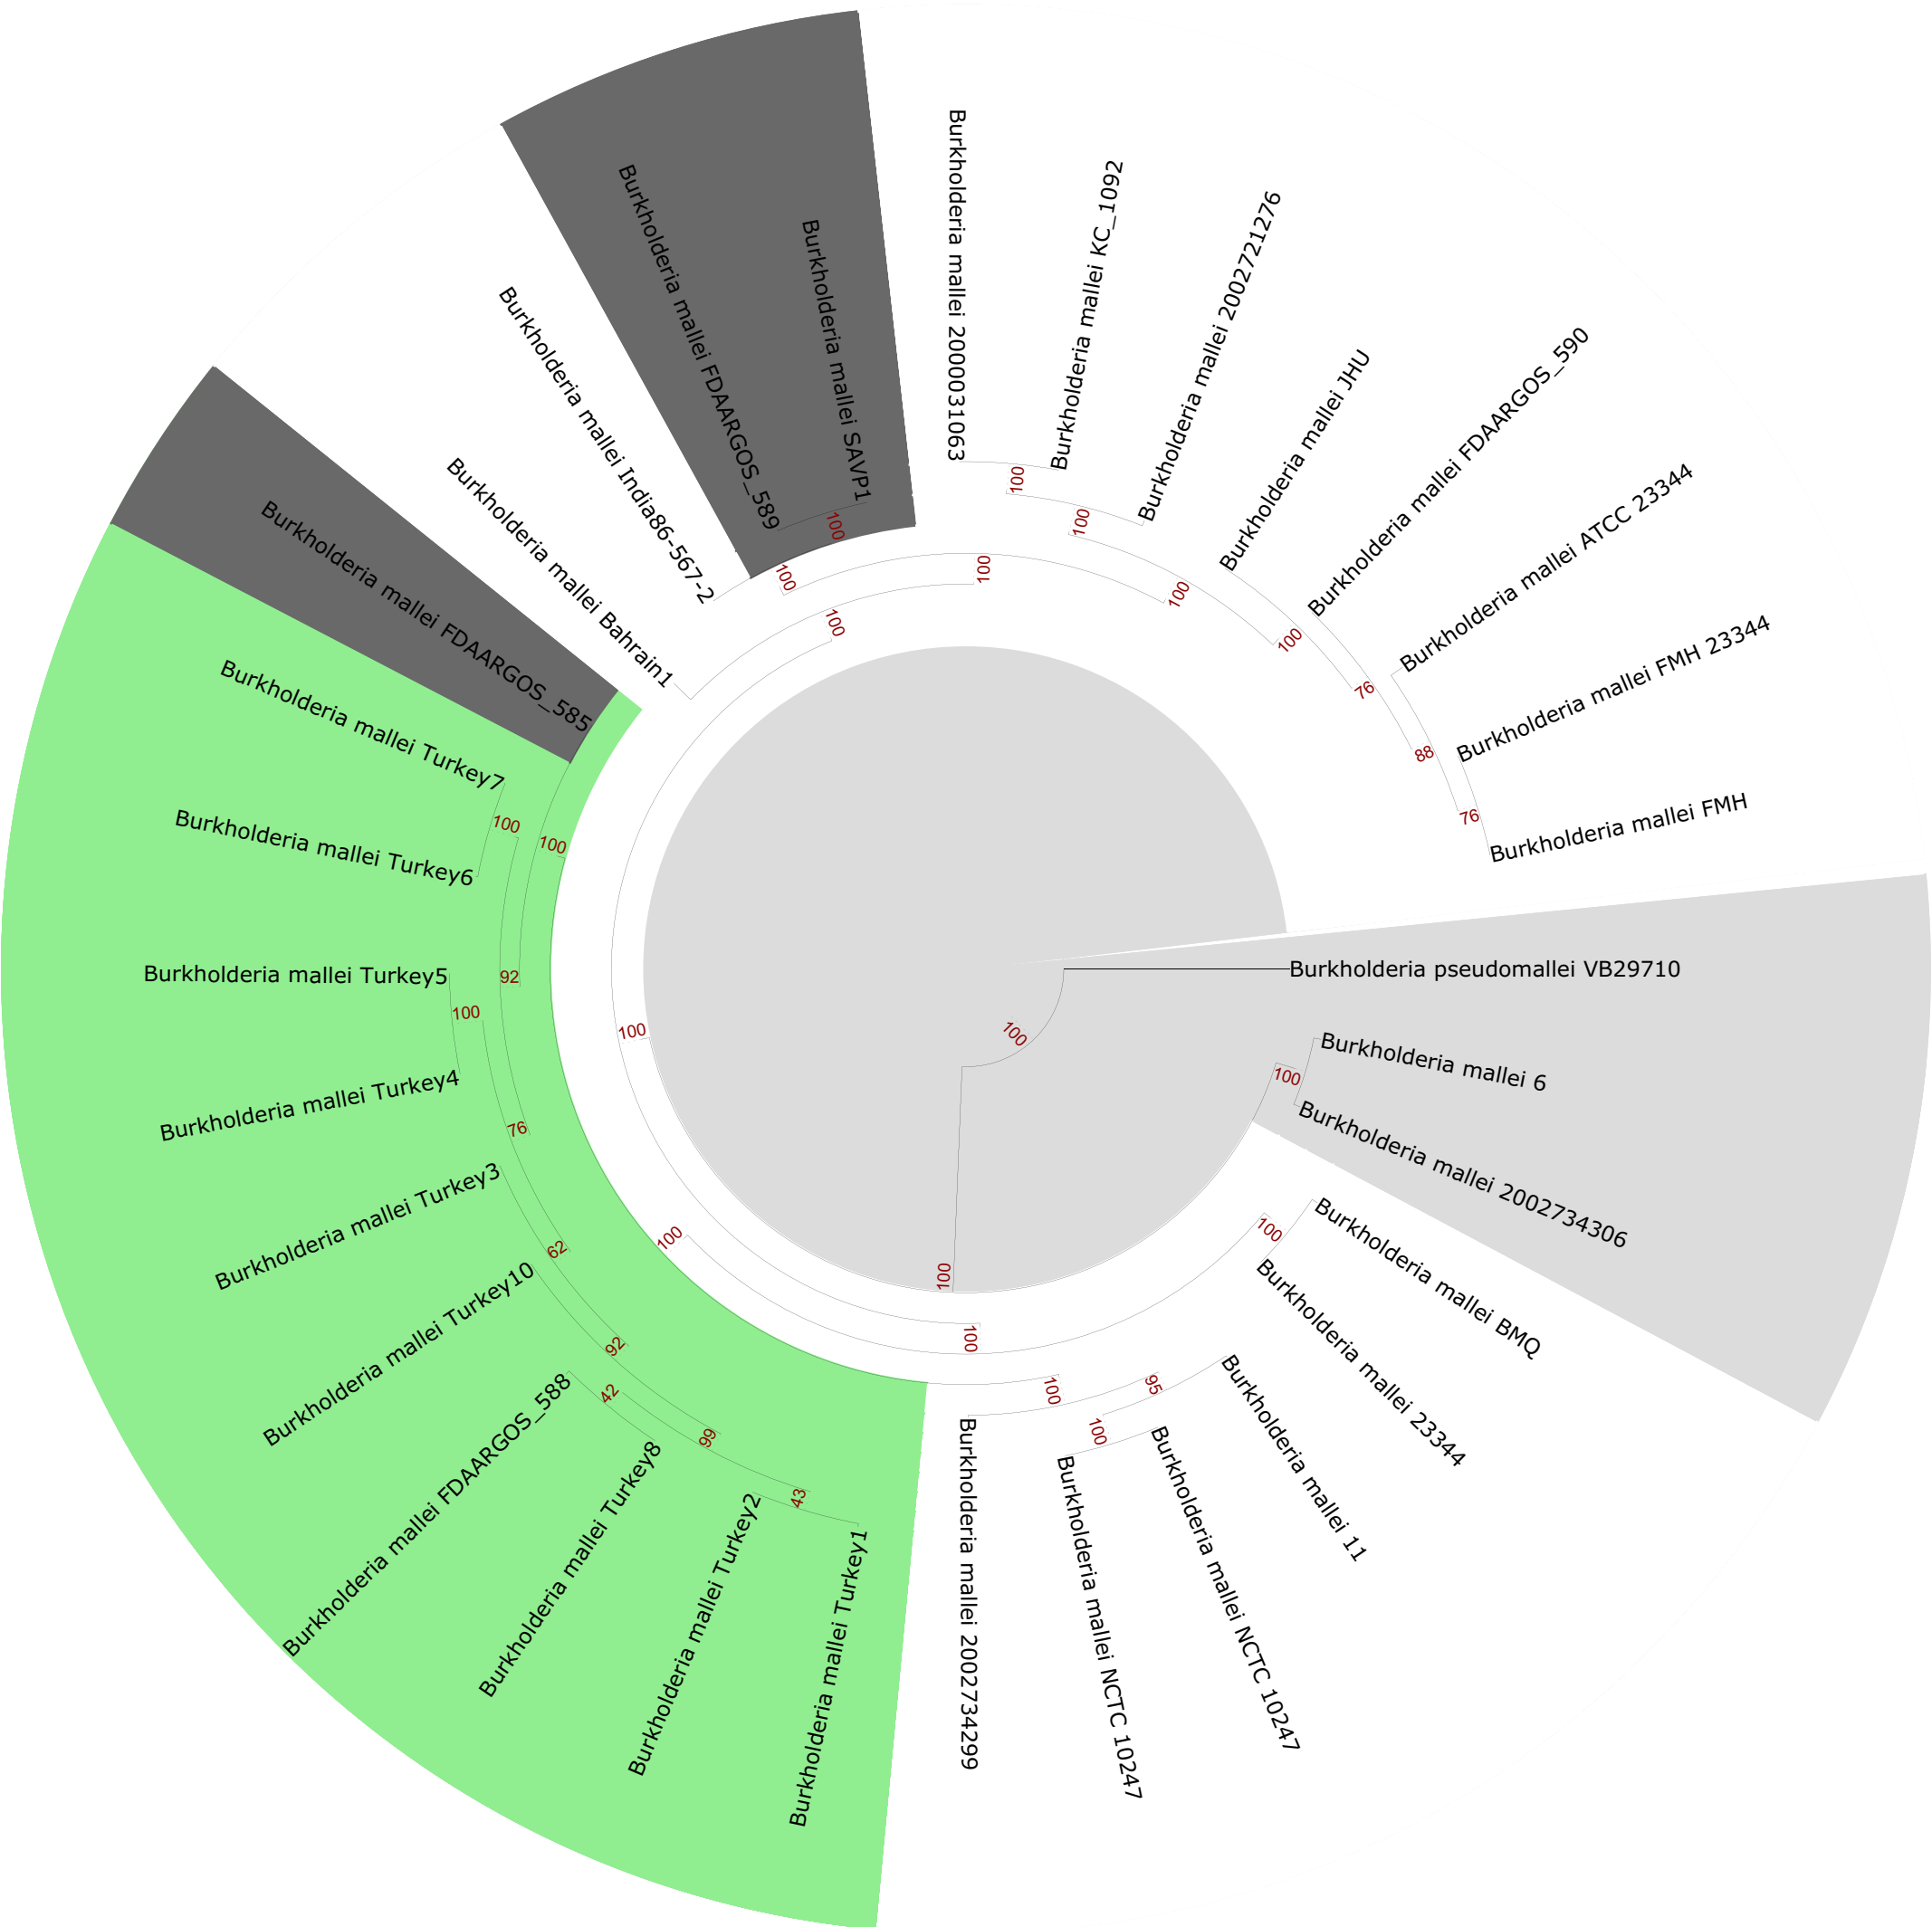 Burkholderia mallei 2000031063
Burkholderia mallei KC_1092
Burkholderia mallei 2002721276
Burkholderia mallei JHU
Burkholderia mallei FDAARGOS_590
Burkholderia mallei ATCC 23344
Burkholderia mallei FMH 23344
Burkholderia mallei FMH
Burkholderia pseudomallei VB29710
Burkholderia mallei 6
Burkholderia mallei 2002734306
Burkholderia mallei BMQ
Burkholderia mallei 23344
Burkholderia mallei 11
Burkholderia mallei NCTC 10247
Burkholderia mallei NCTC 10247
Burkholderia mallei 2002734299
Burkholderia mallei Turkey1
Burkholderia mallei Turkey2
Burkholderia mallei Turkey8
Burkholderia mallei FDAARGOS_588
Burkholderia mallei Turkey10
Burkholderia mallei Turkey3
Burkholderia mallei Turkey4
Burkholderia mallei Turkey5
Burkholderia mallei Turkey6
Burkholderia mallei Turkey7
Burkholderia mallei FDAARGOS_585
Burkholderia mallei Bahrain1
Burkholderia mallei India86-567-2
Burkholderia mallei FDAARGOS_589
Burkholderia mallei SAVP1
100
100
100
100
76
88
76
100
100
100
100
100
100
100
100
100
95
100
100
100
43
99
42
92
62
76
100
92
100
100
100